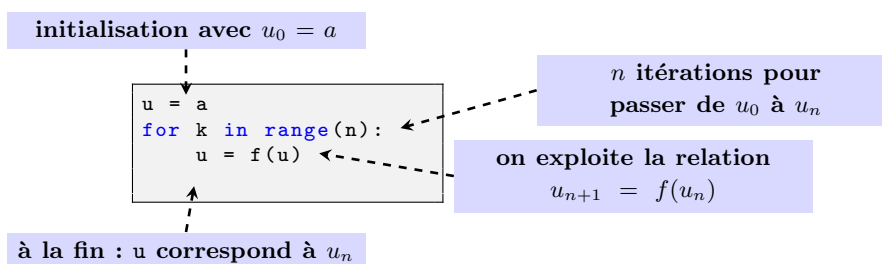 initialisation avec u₀ = a
u = a
for k in range(n):
u = f(u)
n itérations pour
passer de u₀ à uₙ
on exploite la relation
uₙ₊₁ = f(uₙ)
à la fin : u correspond à uₙ